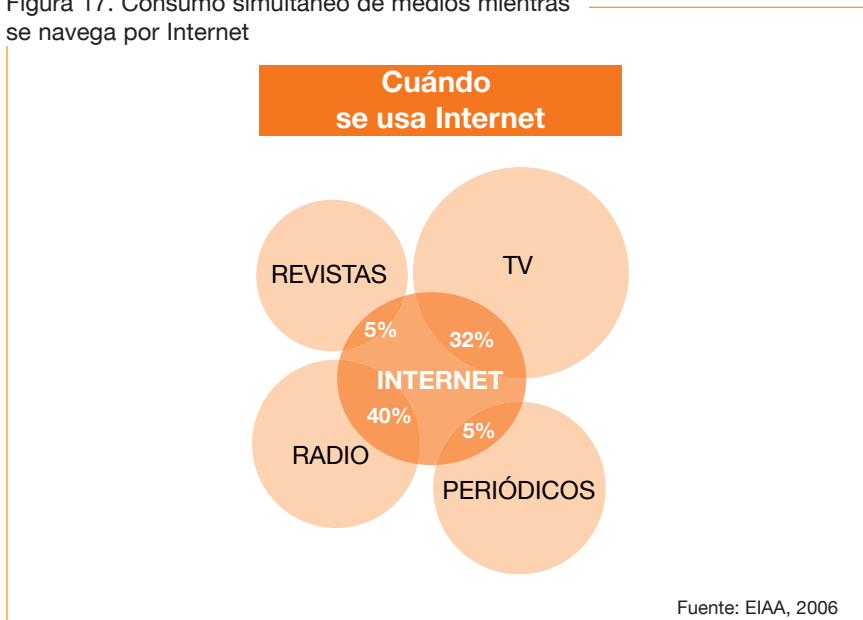 Figura 17. Consumo simultáneo de medios mientras
se navega por Internet
Cuándo
se usa Internet
REVISTAS
TV
5%
32%
INTERNET
40%
5%
RADIO
PERIÓDICOS
Fuente: EIAA, 2006